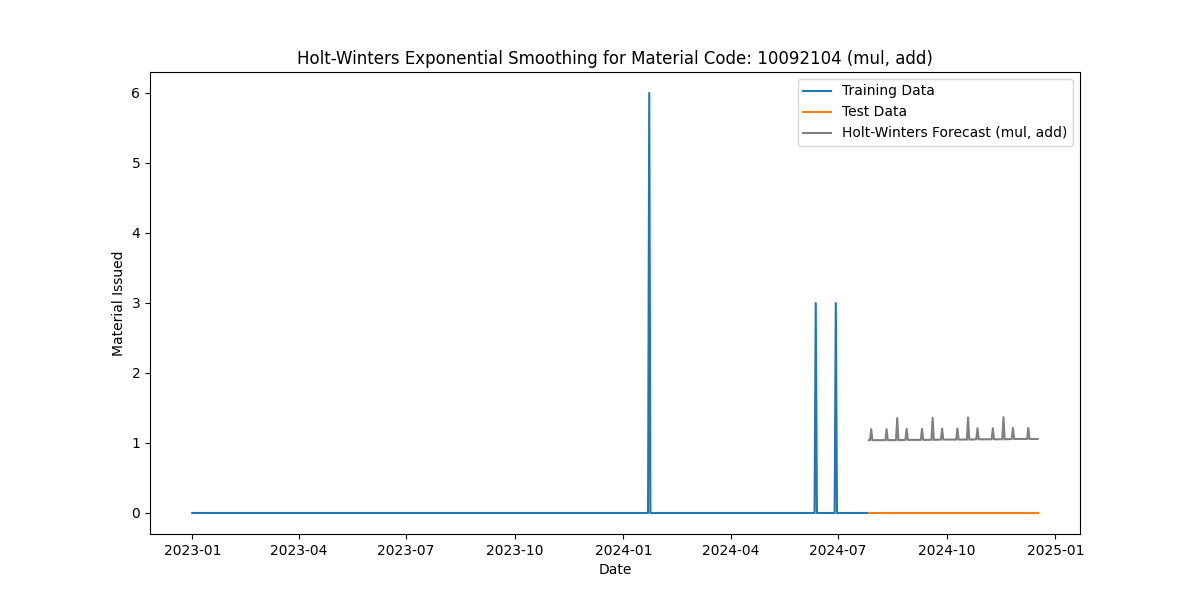 Holt-Winters Exponential Smoothing for Material Code: 10092104 (mul, add)
Training Data
Test Data
Holt-Winters Forecast (mul, add)
Material Issued
6
5
4
3
2
1
0
2023-01
2023-04
2023-07
2023-10
2024-01
2024-04
2024-07
2024-10
2025-01
Date